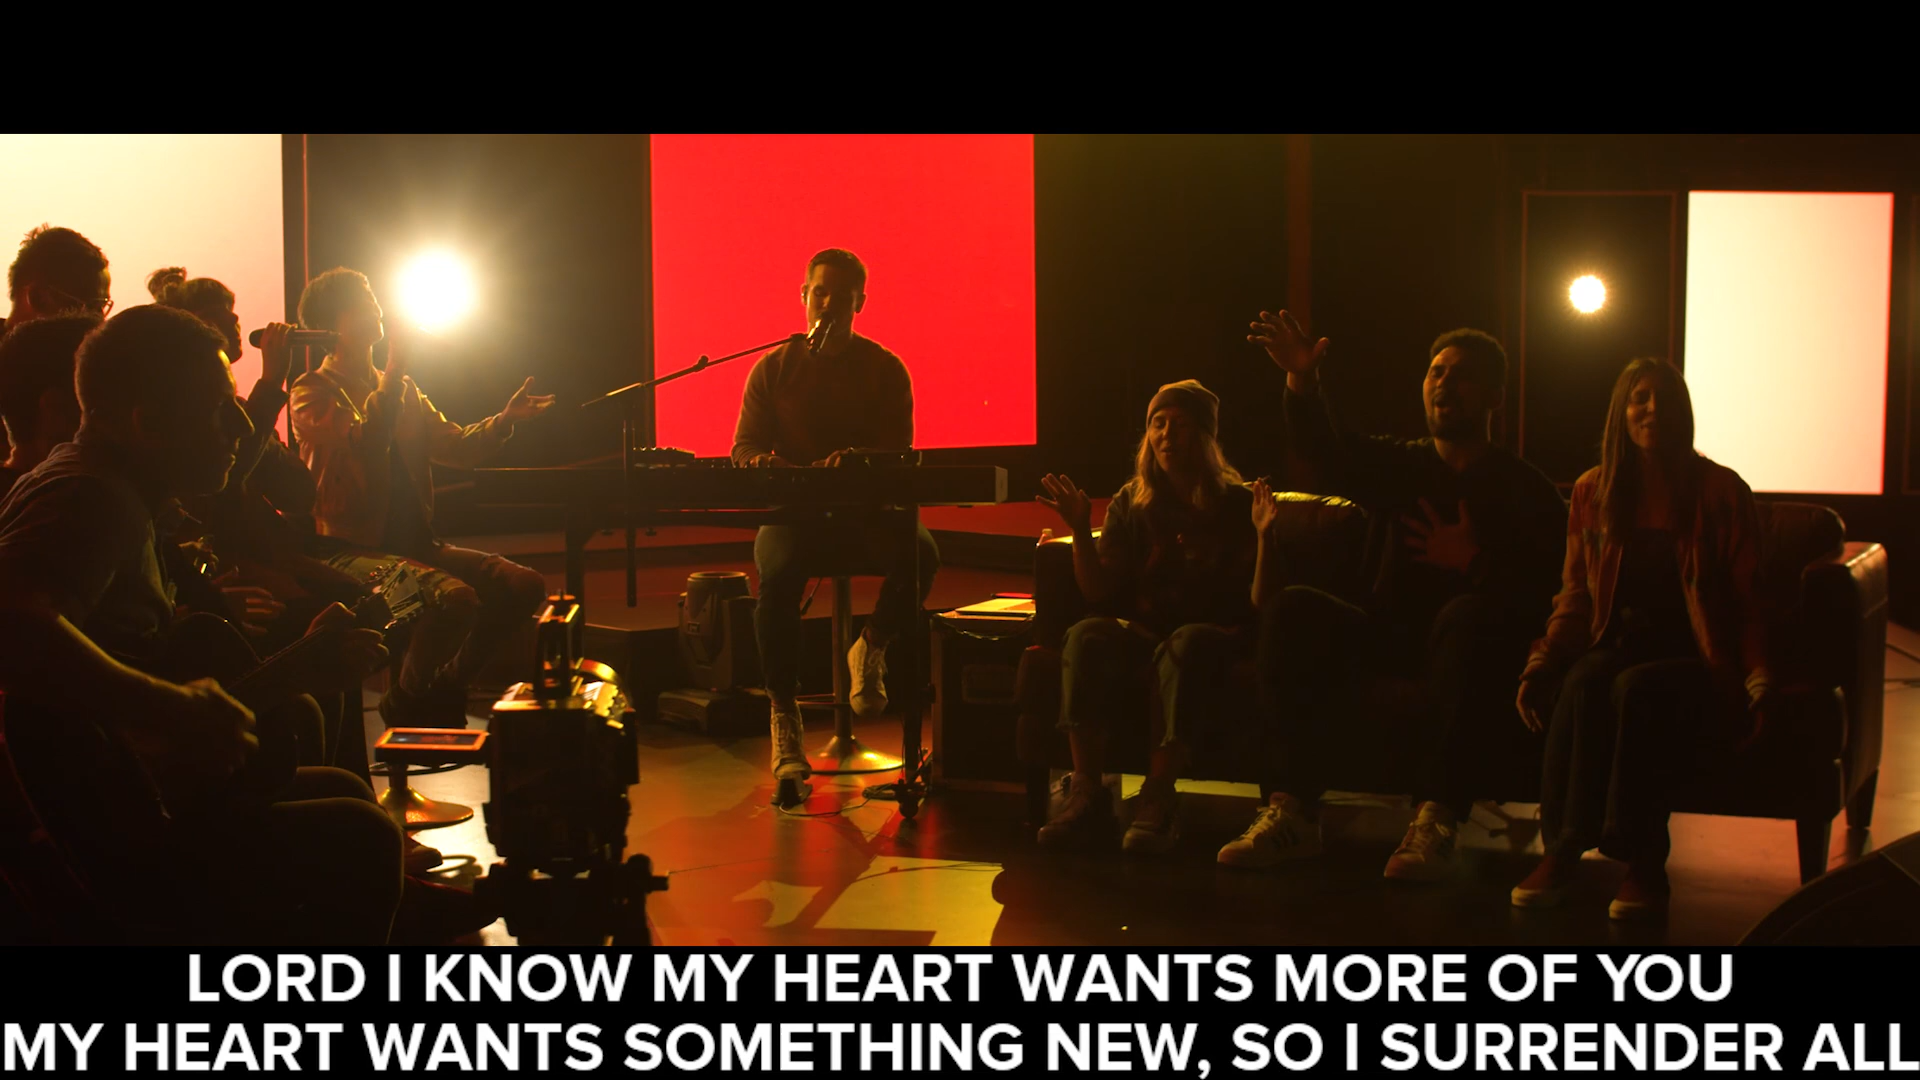 LORD I KNOW MY HEART WANTS MORE OF YOU
MY HEART WANTS SOMETHING NEW, SO I SURRENDER ALL